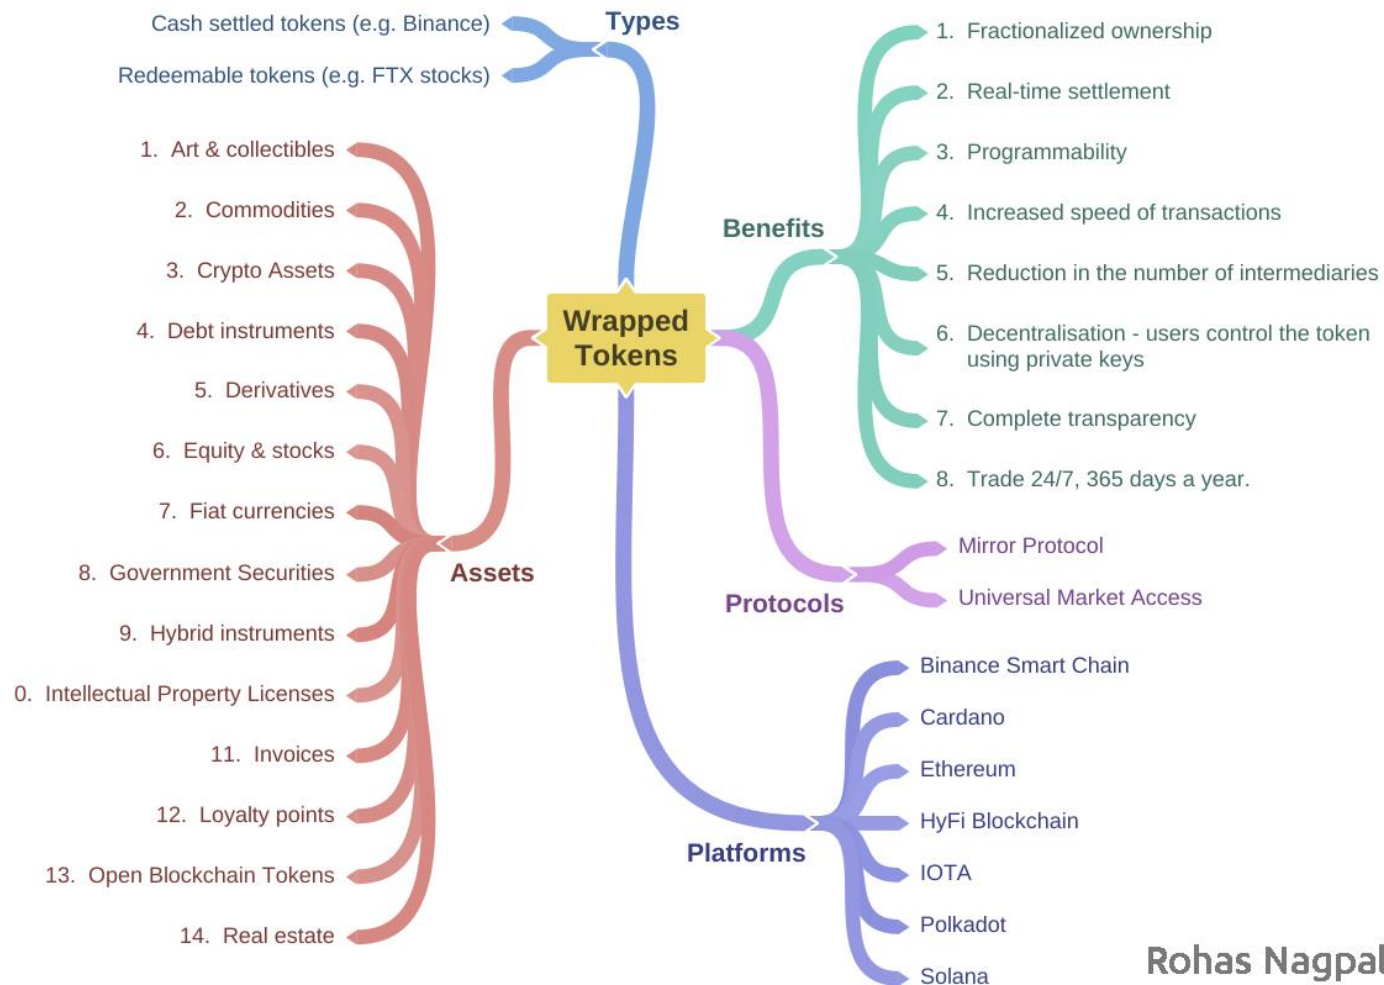 Types
Cash settled tokens (e.g. Binance)
Redeemable tokens (e.g. FTX stocks)
Wrapped
Tokens
Benefits
1. Fractionalized ownership
2. Real-time settlement
3. Programmability
4. Increased speed of transactions
5. Reduction in the number of intermediaries
6. Decentralisation - users control the token
using private keys
7. Complete transparency
8. Trade 24/7, 365 days a year.
Assets
1. Art & collectibles
2. Commodities
3. Crypto Assets
4. Debt instruments
5. Derivatives
6. Equity & stocks
7. Fiat currencies
8. Government Securities
9. Hybrid instruments
0. Intellectual Property Licenses
11. Invoices
12. Loyalty points
13. Open Blockchain Tokens
14. Real estate
Protocols
Mirror Protocol
Universal Market Access
Platforms
Binance Smart Chain
Cardano
Ethereum
HyFi Blockchain
IOTA
Polkadot
Solana
Rohas Nagpal